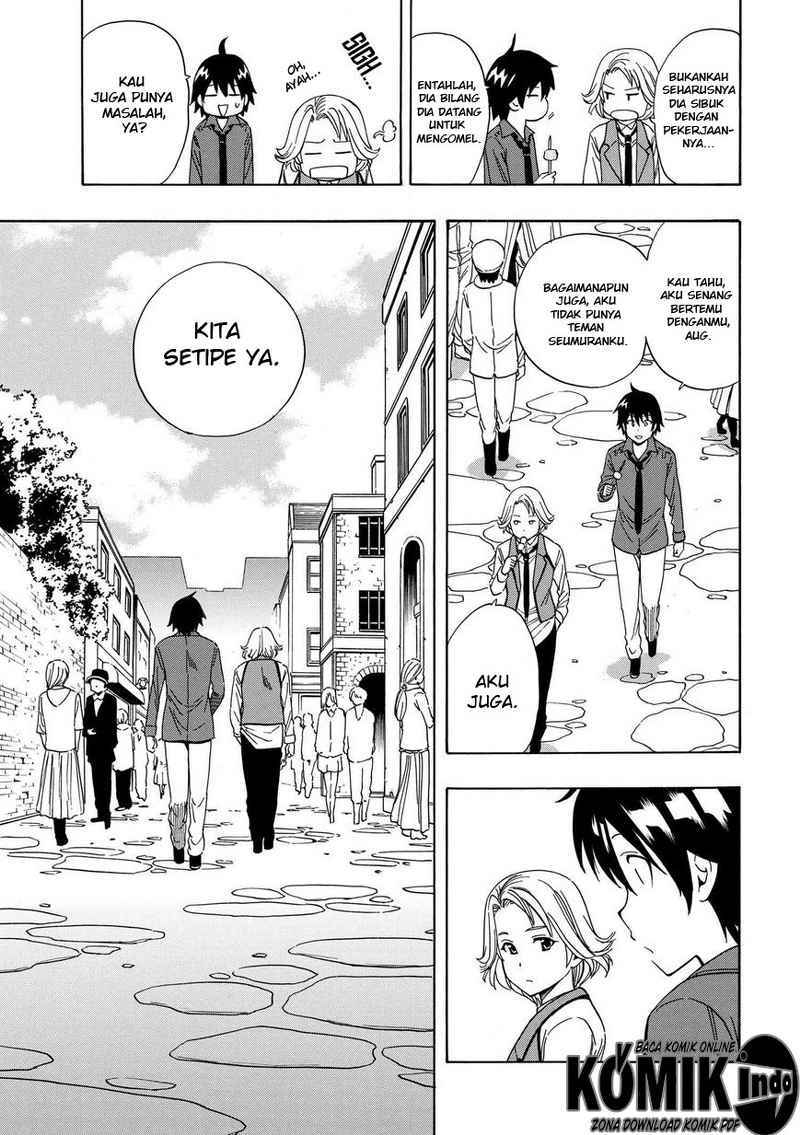 BUKANKAH
SEHARUSNYA
DIA SIBUK
DENGAN
PEKERJAAN-
NYA...
ENTAHLAH,
DIA BILANG
DATANG
UNTUK
MENGOMEL.
SIGH...
OH,
AYAH...
KAU
JUGA PUNYA
MASALAH,
YA?
KAU TAHU,
AKU SENANG
BERTEMU
DENGANMU,
AUG.
BAGAIMANAPUN
JUGA, AKU
TIDAK PUNYA
TEMAN
SEUMURANKU.
AKU
JUGA.
KITA
SETIPE YA.
BACA KOMIK ONLINE
KOMIK Indo
ZONA DOWNLOAD KOMIK PDF